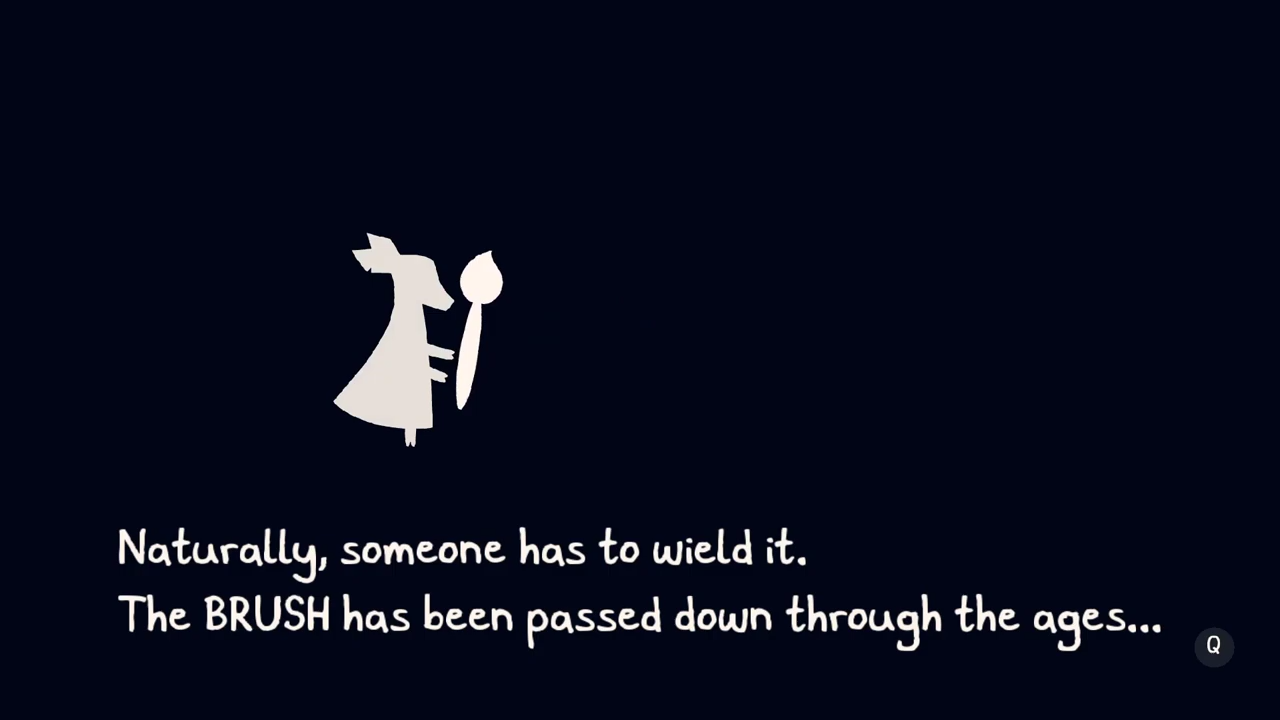 Naturally, someone has to wield it.
The BRUSH has been passed down through the ages...
Q